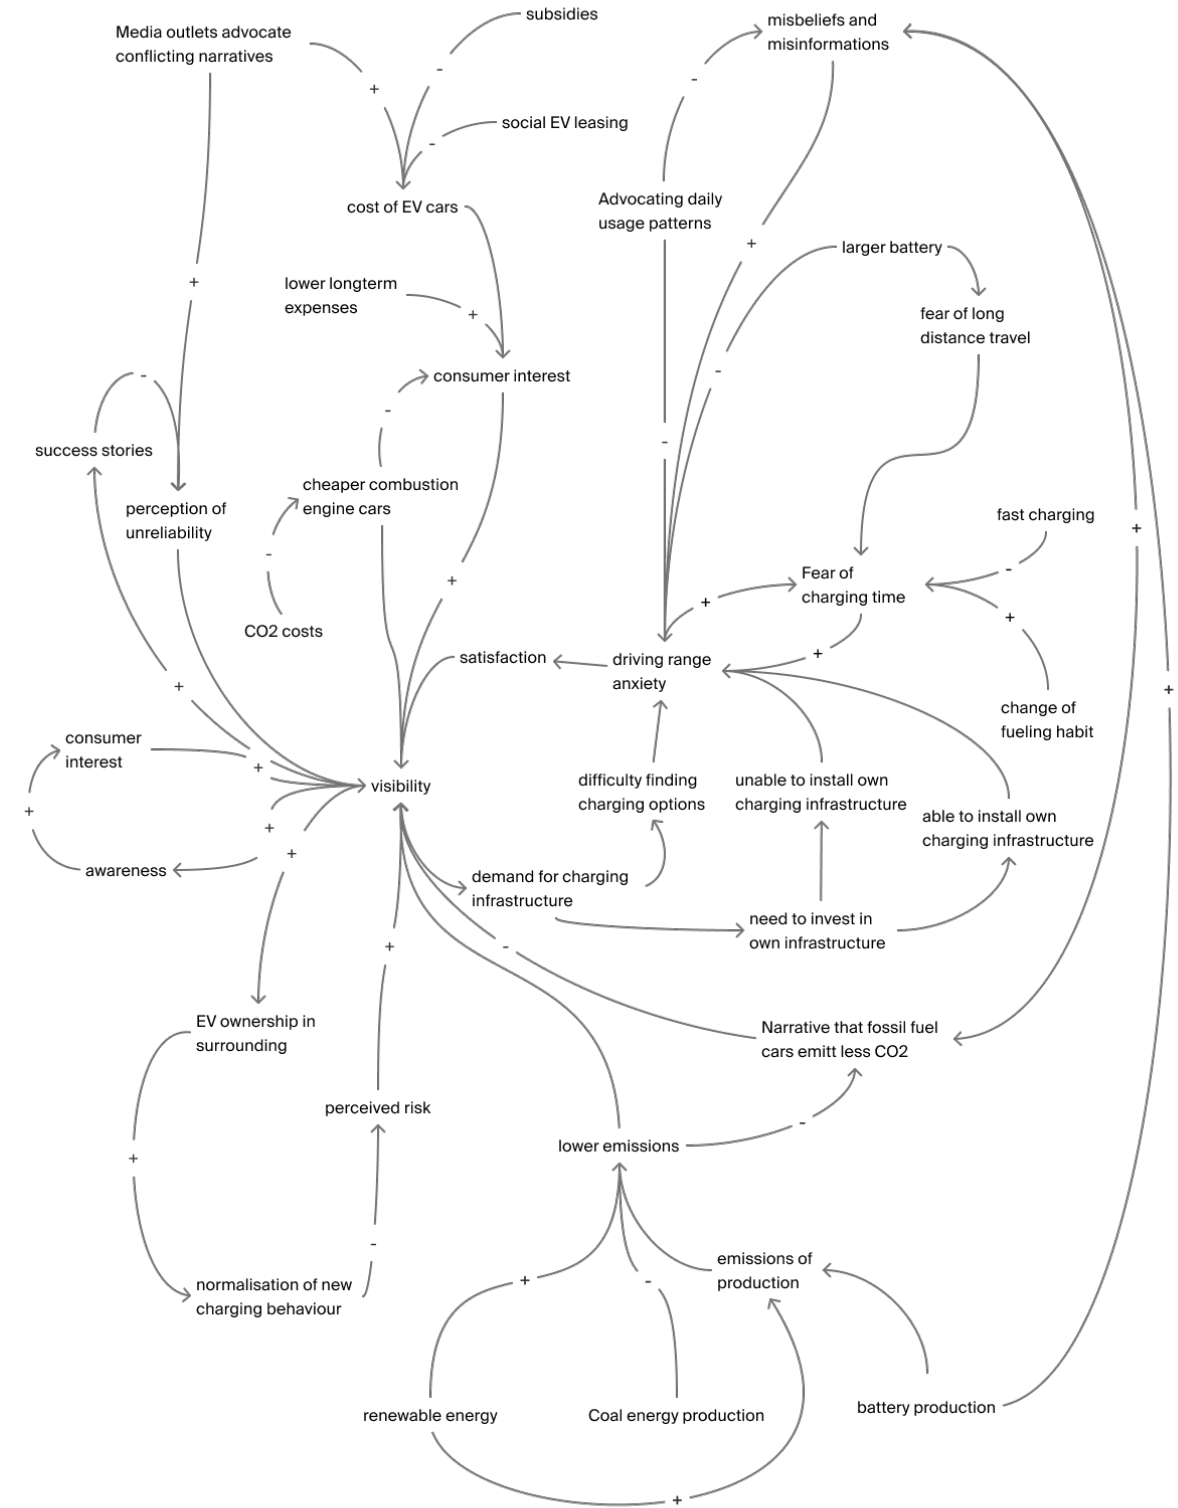 subsidies
misbeliefs and
misinformations
Media outlets advocate
conflicting narratives
-
-
+
social EV leasing
-
Advocating daily
usage patterns
cost of EV cars
+
larger battery
+
lower longterm
expenses
+
fear of long
distance travel
-
-
consumer interest
-
-
success stories
cheaper combustion
engine cars
perception of
unreliability
fast charging
+
-
-
Fear of
charging time
+
+
+
CO2 costs
+
satisfaction
driving range
anxiety
+
+
change of
fueling habit
consumer
interest
+
visibility
difficulty finding
charging options
unable to install own
charging infrastructure
able to install own
charging infrastructure
+
+
+
awareness
demand for charging
infrastructure
need to invest in
own infrastructure
+
-
EV ownership in
surrounding
Narrative that fossil fuel
cars emitt less CO2
perceived risk
-
lower emissions
+
-
emissions of
production
normalisation of new
charging behaviour
+
-
renewable energy
Coal energy production
battery production
+